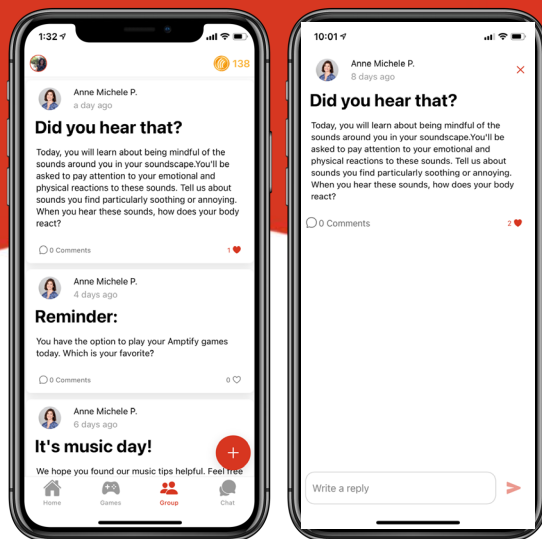 1:32
138
Anne Michele P.
a day ago
Did you hear that?
Today, you will learn about being mindful of the
sounds around you in your soundscape.You'll be
asked to pay attention to your emotional and
physical reactions to these sounds. Tell us about
sounds you find particularly soothing or annoying.
When you hear these sounds, how does your body
react?
0 Comments
1
Anne Michele P.
4 days ago
Reminder:
You have the option to play your Amptify games
today. Which is your favorite?
0 Comments
0
Anne Michele P.
6 days ago
It's music day!
We hope you found our music tips helpful. Feel free
Home
Games
Group
Chat
10:01
Anne Michele P.
8 days ago
Did you hear that?
Today, you will learn about being mindful of the
sounds around you in your soundscape.You'll be
asked to pay attention to your emotional and
physical reactions to these sounds. Tell us about
sounds you find particularly soothing or annoying.
When you hear these sounds, how does your body
react?
0 Comments
2
Write a reply